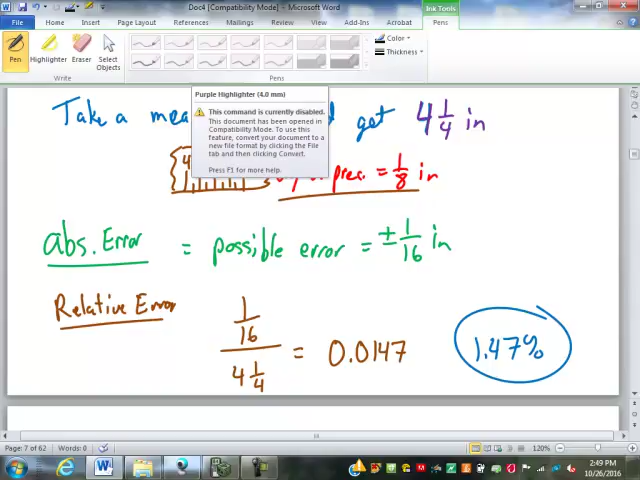 Doc4 [Compatibility Mode] - Microsoft Word
Ink Tools
File Home Insert Page Layout References Mailings Review View Add-Ins Acrobat Pens
Pen Highlighter Eraser Select Objects
Color
Thickness
Write Pens
Purple Highlighter (4.0 mm)
This command is currently disabled.
This document has been opened in
Compatibility Mode. To use this
feature, convert your document to a
new file format by clicking the File
tab and then clicking Convert.
Press F1 for more help.
Take a get 4 1/4 in
4 prec. = 1/8 in
abs. Error = possible error = ± 1/16 in
Relative Error
1/16 / 4 1/4 = 0.0147 1.47%
Page: 7 of 62 Words: 0 120%
2:49 PM
10/26/2016